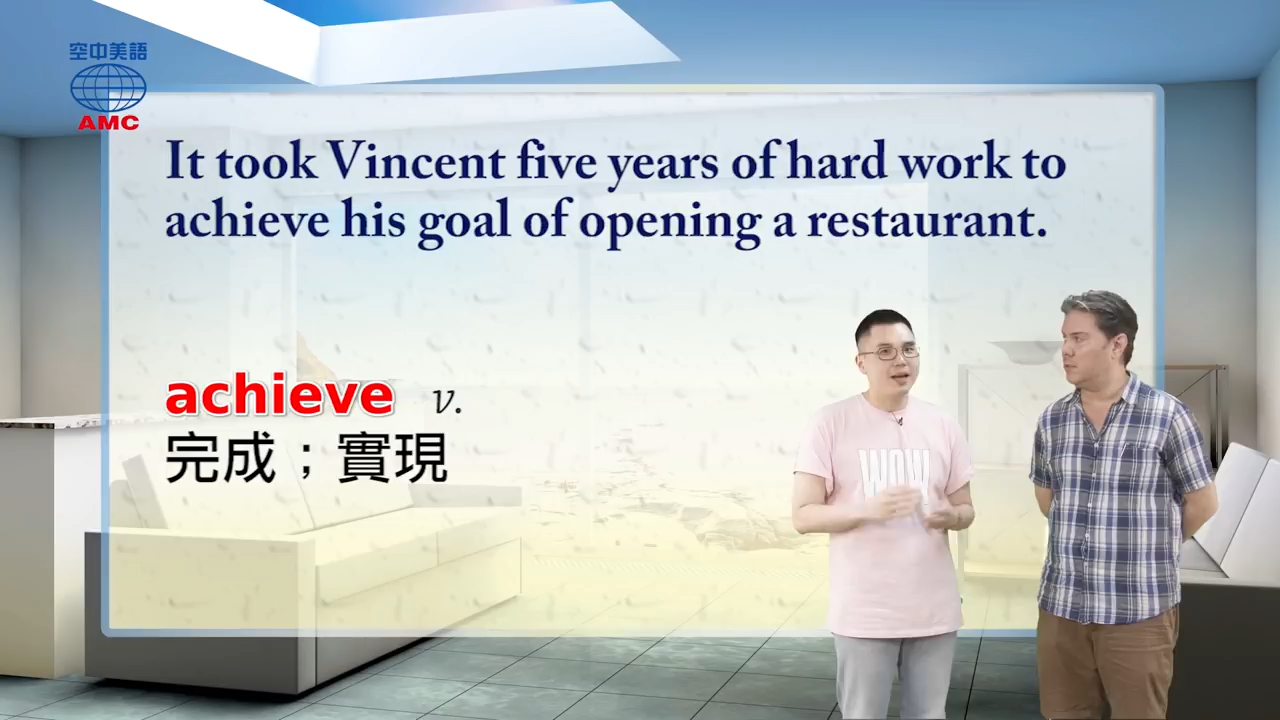 空中美語
AMC
It took Vincent five years of hard work to
achieve his goal of opening a restaurant.
achieve v.
完成；實現
WOW